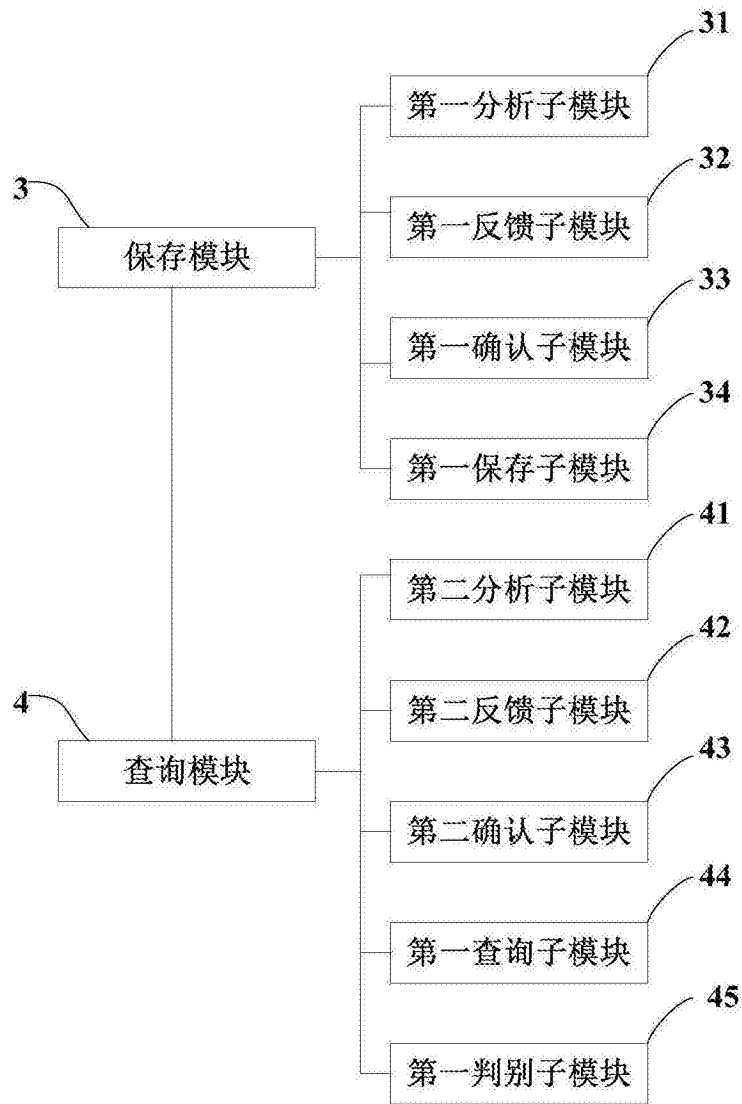 31
第一分析子模块
32
第一反馈子模块
3
保存模块
33
第一确认子模块
34
第一保存子模块
41
第二分析子模块
42
第二反馈子模块
4
查询模块
43
第二确认子模块
44
第一查询子模块
45
第一判别子模块